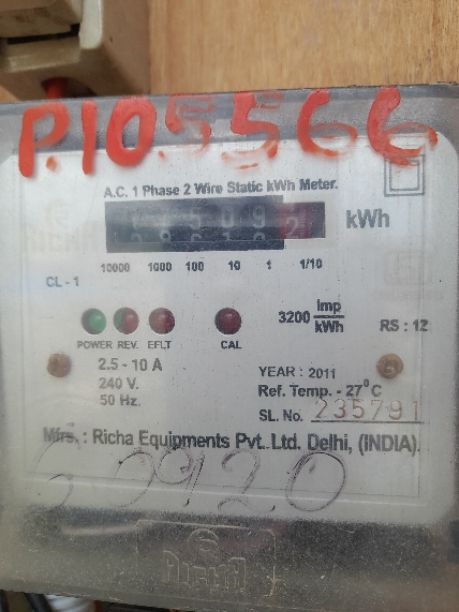 P.105566
A.C. 1 Phase 2 Wire Static kWh Meter.
kWh
10000 1000 100 10 1 1/10
CL - 1
3200 imp/kWh
RS : 12
POWER REV. EFLT CAL
2.5 - 10 A
240 V.
50 Hz.
YEAR : 2011
Ref. Temp. - 27°C
SL. No. 235791
Mfrs. : Richa Equipments Pvt. Ltd. Delhi, (INDIA).